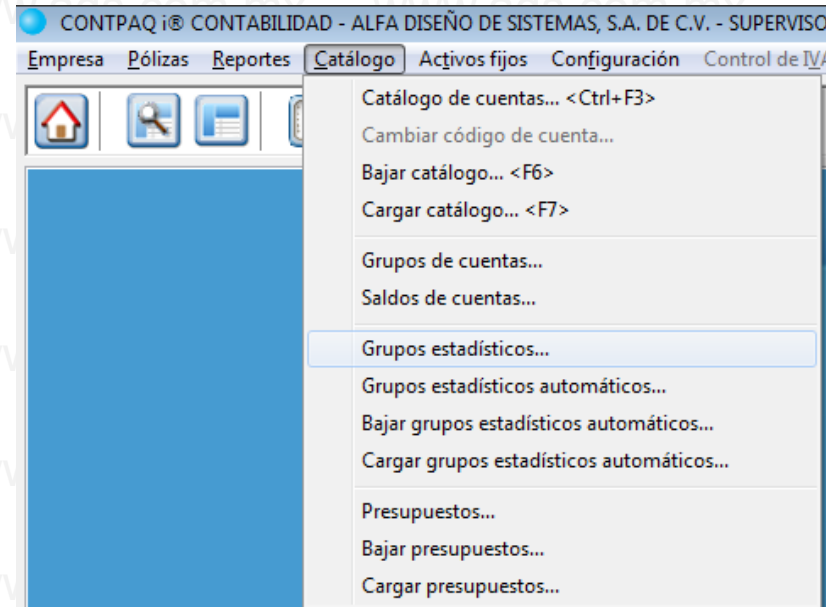 CONTPAQ i® CONTABILIDAD - ALFA DISEÑO DE SISTEMAS, S.A. DE C.V. - SUPERVISO
Empresa Pólizas Reportes Catálogo Activos fijos Configuración Control de IVA
Catálogo de cuentas... <Ctrl+F3>
Cambiar código de cuenta...
Bajar catálogo... <F6>
Cargar catálogo... <F7>
Grupos de cuentas...
Saldos de cuentas...
Grupos estadísticos...
Grupos estadísticos automáticos...
Bajar grupos estadísticos automáticos...
Cargar grupos estadísticos automáticos...
Presupuestos...
Bajar presupuestos...
Cargar presupuestos...